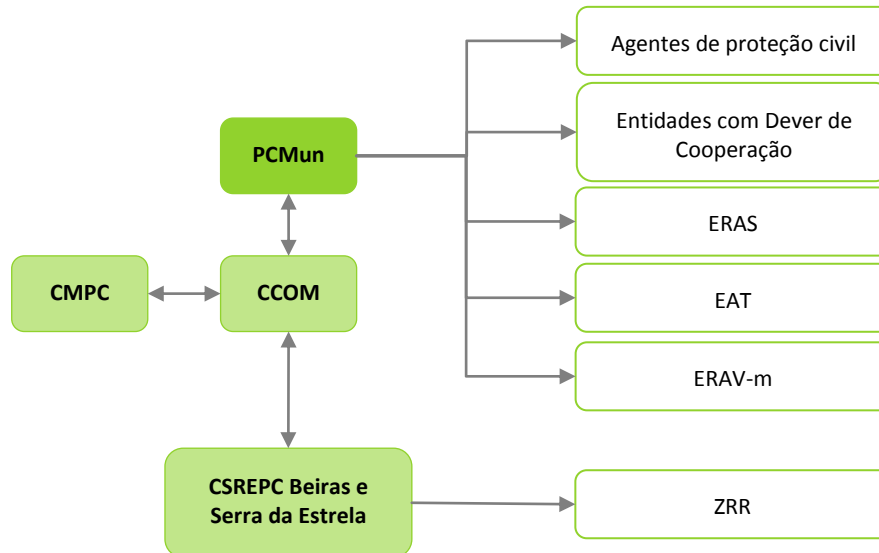 Agentes de proteção civil
Entidades com Dever de
Cooperação
PCMun
ERAS
CMPC
CCOM
EAT
ERAV-m
CSREPC Beiras e
Serra da Estrela
ZRR